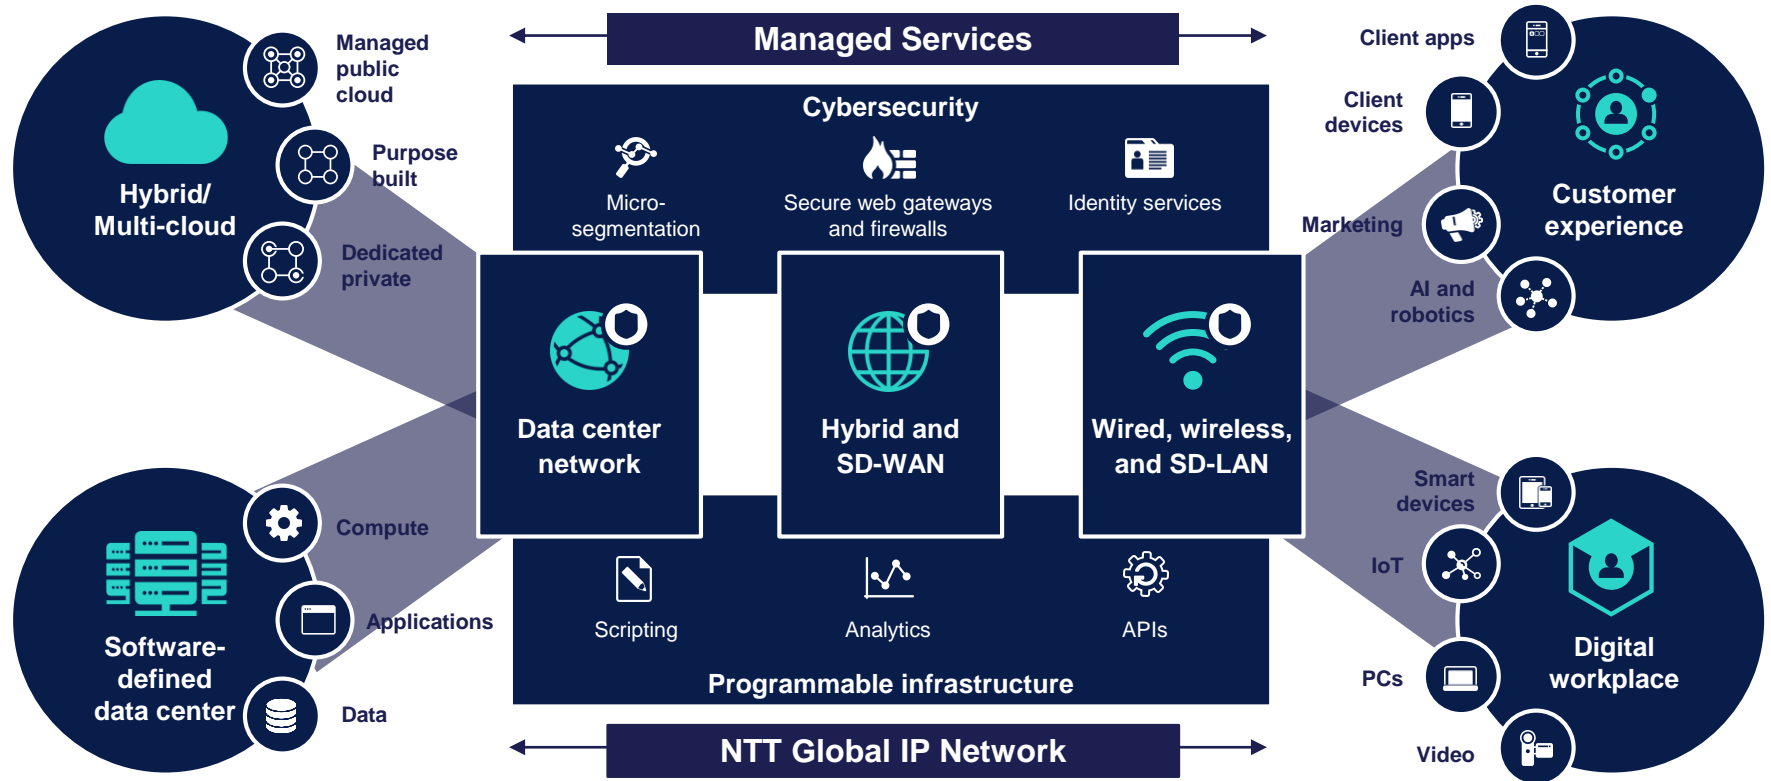 Managed Services
Managed
public
cloud
Purpose
built
Hybrid/
Multi-cloud
Dedicated
private
Cybersecurity
Micro-
segmentation
Secure web gateways
and firewalls
Identity services
Client apps
Client
devices
Marketing
AI and
robotics
Customer
experience
Data center
network
Hybrid and
SD-WAN
Wired, wireless,
and SD-LAN
Compute
Applications
Data
Software-
defined
data center
Scripting
Analytics
APIs
Programmable infrastructure
Smart
devices
IoT
PCs
Video
Digital
workplace
NTT Global IP Network